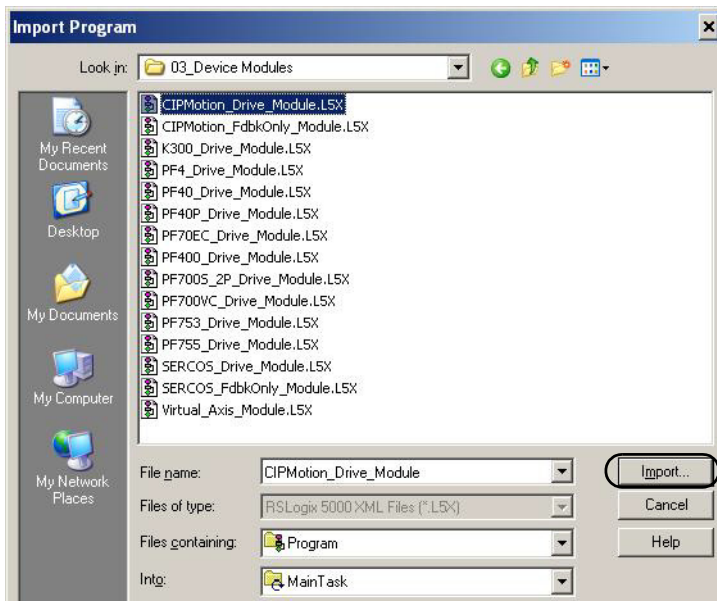 Import Program
Look in: 03_Device Modules
My Recent
Documents
Desktop
My Documents
My Computer
My Network
Places
CIPMotion_Drive_Module.L5X
CIPMotion_FdbkOnly_Module.L5X
K300_Drive_Module.L5X
PF4_Drive_Module.L5X
PF40_Drive_Module.L5X
PF40P_Drive_Module.L5X
PF70EC_Drive_Module.L5X
PF400_Drive_Module.L5X
PF700S_2P_Drive_Module.L5X
PF700VC_Drive_Module.L5X
PF753_Drive_Module.L5X
PF755_Drive_Module.L5X
SERCOS_Drive_Module.L5X
SERCOS_FdbkOnly_Module.L5X
Virtual_Axis_Module.L5X
File name: CIPMotion_Drive_Module Import...
Files of type: RSLogix 5000 XML Files (*.L5X) Cancel
Files containing: Program Help
Into: MainTask